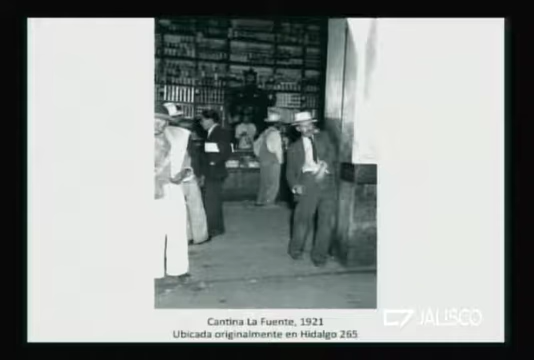 Cantina La Fuente, 1921
Ubicada originalmente en Hidalgo 265
C7 JALISCO